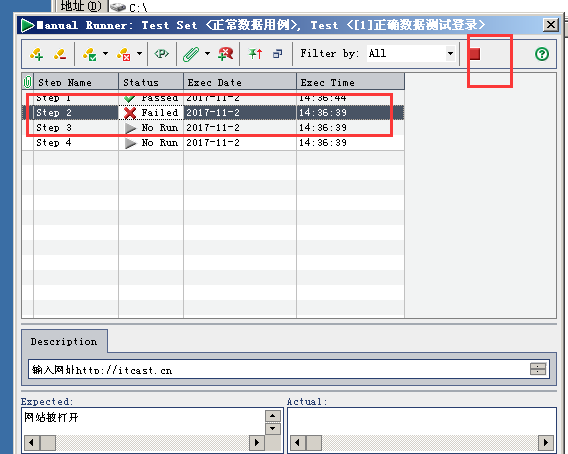 地址(D) C:\
Manual Runner: Test Set <正常数据用例>, Test <[1]正确数据测试登录>
<P> Filter by: All
Step Name Status Exec Date Exec Time
Step 1 Passed 2017-11-2 14:36:44
Step 2 Failed 2017-11-2 14:36:39
Step 3 No Run 2017-11-2 14:36:39
Step 4 No Run 2017-11-2 14:36:39
Description
输入网址http://itcast.cn
Expected: Actual:
网站被打开